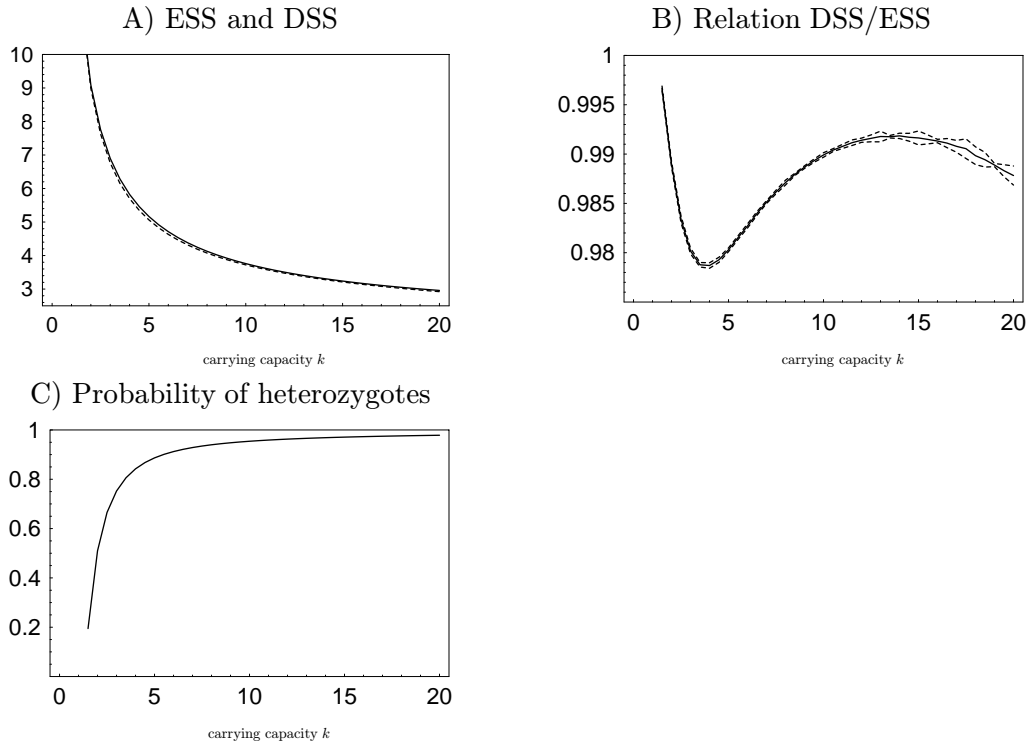 A) ESS and DSS
10
9
8
7
6
5
4
3
0 5 10 15 20
carrying capacity k
B) Relation DSS/ESS
1
0.995
0.99
0.985
0.98
0 5 10 15 20
carrying capacity k
C) Probability of heterozygotes
1
0.8
0.6
0.4
0.2
0 5 10 15 20
carrying capacity k